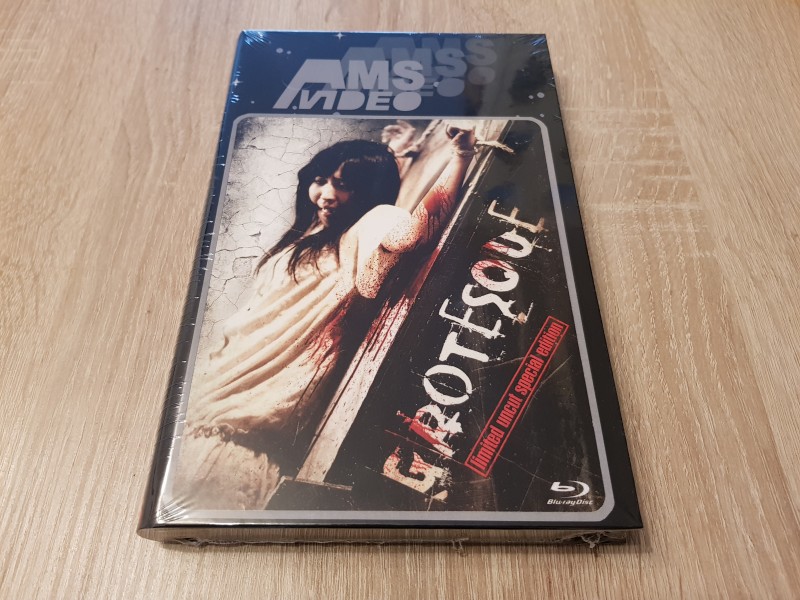 AMS
VIDEO
GROTESQUE
limited uncut special edition
Blu-ray Disc